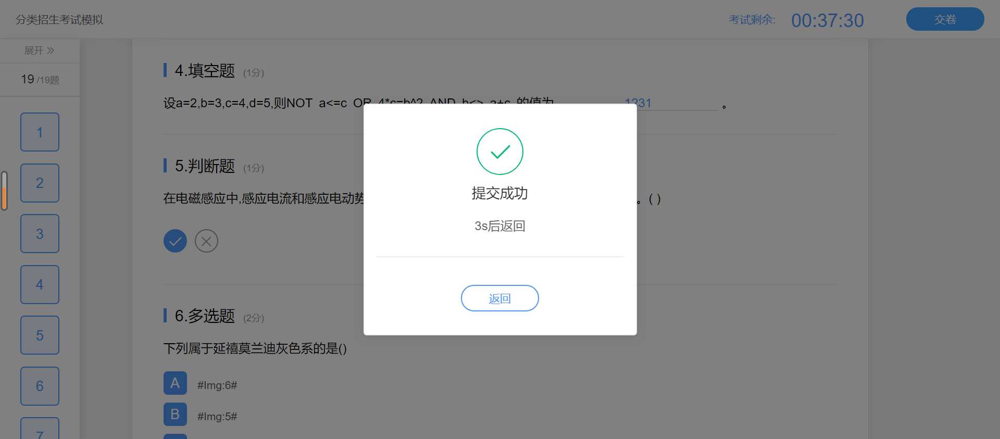 分类招生考试模拟
考试剩余:
00:37:30
交卷
展开
19 /19题
1
2
3
4
5
6
7
4.填空题 (1分)
设a=2,b=3,c=4,d=5,则NOT a<=c OR 4*c=b^2 AND b<> a+c 的值为 1231 。
5.判断题 (1分)
在电磁感应中,感应电流和感应电动势 。( )
6.多选题 (2分)
下列属于延禧莫兰迪灰色系的是()
A #Img:6#
B #Img:5#
提交成功
3s后返回
返回